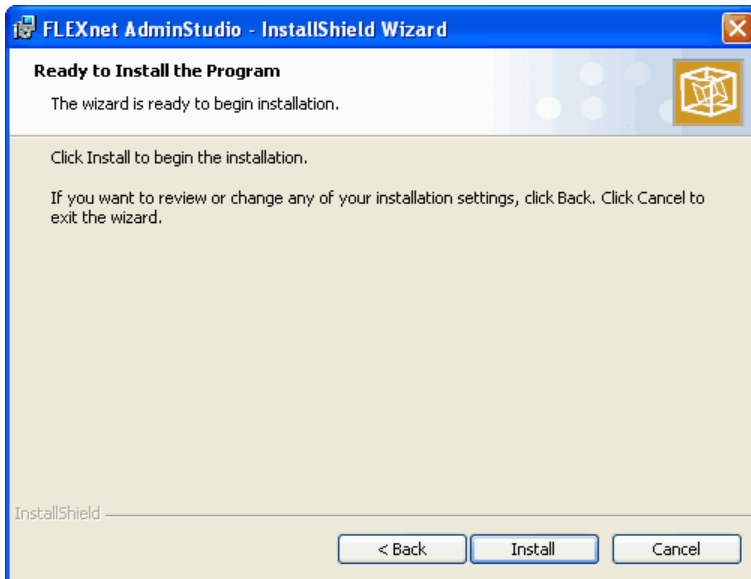 FLEXnet AdminStudio - InstallShield Wizard
Ready to Install the Program
The wizard is ready to begin installation.
Click Install to begin the installation.
If you want to review or change any of your installation settings, click Back. Click Cancel to
exit the wizard.
InstallShield
< Back Install Cancel